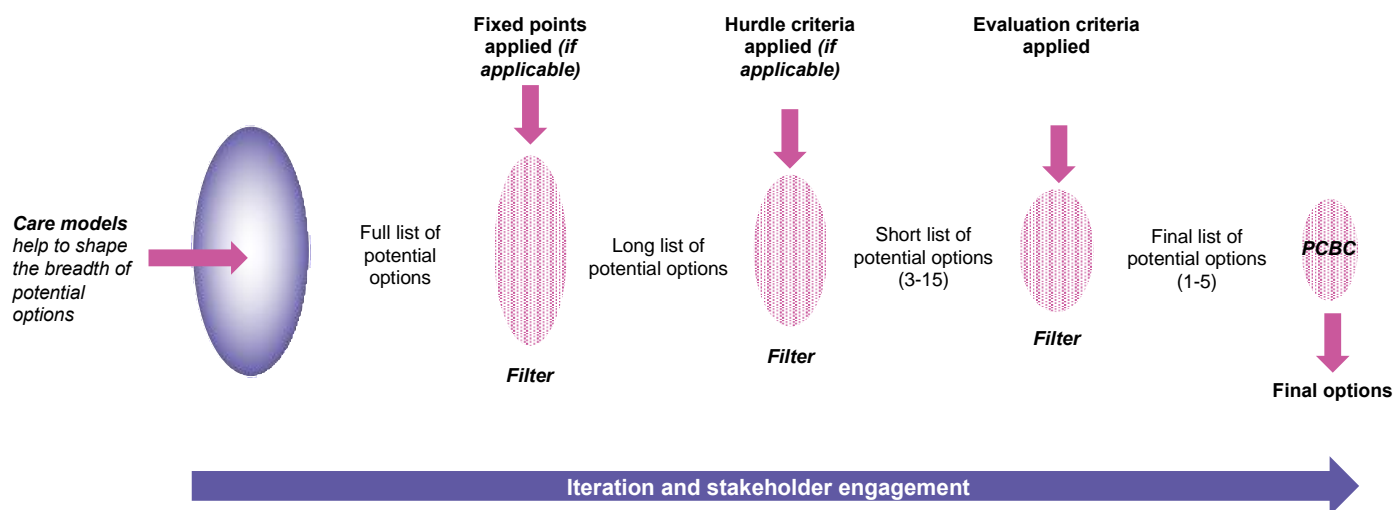 Fixed points
applied (if
applicable)
Hurdle criteria
applied (if
applicable)
Evaluation criteria
applied
Care models
help to shape
the breadth of
potential
options
Full list of
potential
options
Filter
Long list of
potential options
Filter
Short list of
potential options
(3-15)
Filter
Final list of
potential options
(1-5)
PCBC
Final options
Iteration and stakeholder engagement